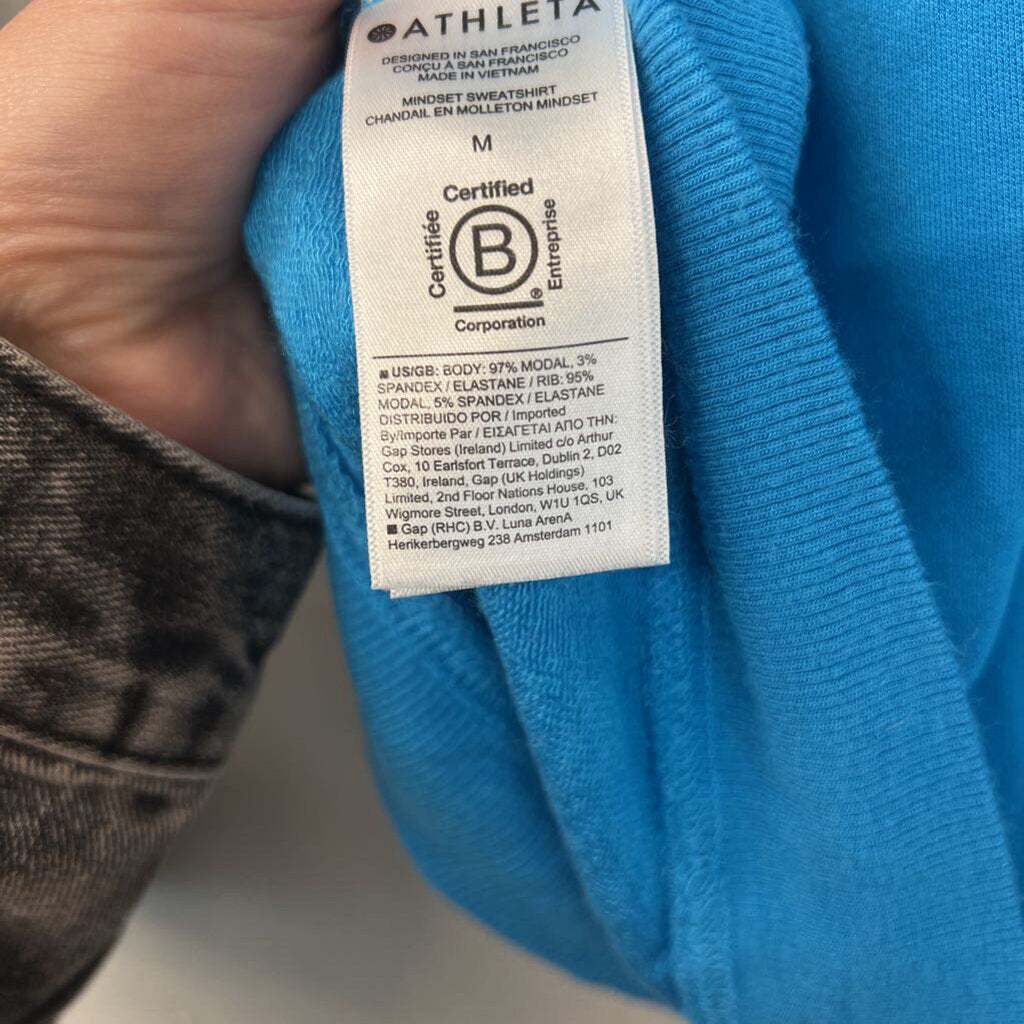 ATHLETA
DESIGNED IN SAN FRANCISCO
CONÇU À SAN FRANCISCO
MADE IN VIETNAM
MINDSET SWEATSHIRT
CHANDAIL EN MOLLETON MINDSET
M
Certified
Certifiée
B
Entreprise
®
Corporation
US/GB: BODY: 97% MODAL, 3%
SPANDEX / ELASTANE / RIB: 95%
MODAL, 5% SPANDEX / ELASTANE
DISTRIBUIDO POR / Imported
By/Importe Par / ΕΙΣΑΓΕΤΑΙ ΑΠΟ ΤΗΝ:
Gap Stores (Ireland) Limited c/o Arthur
Cox, 10 Earlsfort Terrace, Dublin 2, D02
T380, Ireland, Gap (UK Holdings)
Limited, 2nd Floor Nations House, 103
Wigmore Street, London, W1U 1QS, UK
Gap (RHC) B.V. Luna ArenA
Herikerbergweg 238 Amsterdam 1101